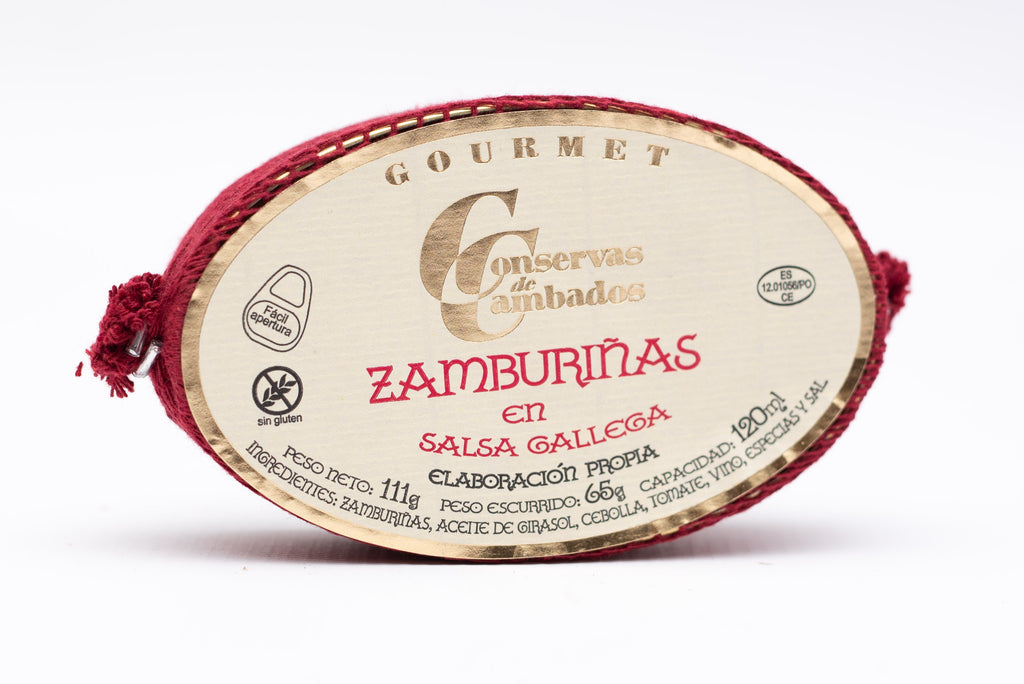 GOURMET
Conservas
de
Cambados
ES
12.01056/PO
CE
Fácil
apertura
sin gluten
ZAMBURIÑAS
EN
SALSA GALLEGA
ELABORACIÓN PROPIA
PESO NETO: 111g PESO ESCURRIDO: 65g CAPACIDAD: 120ml
INGREDIENTES: ZAMBURIÑAS, ACEITE DE GIRASOL, CEBOLLA, TOMATE, VINO, ESPECIAS Y SAL